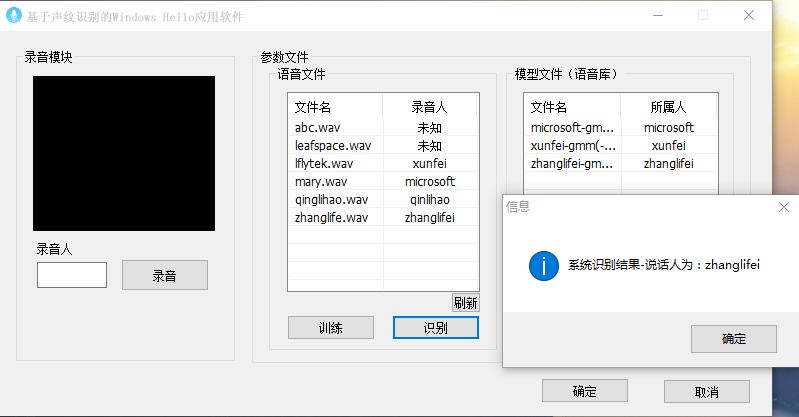 基于声纹识别的Windows Hello应用软件
录音模块
录音人
录音
参数文件
语音文件
文件名 录音人
abc.wav 未知
leafspace.wav 未知
lflytek.wav xunfei
mary.wav microsoft
qinglihao.wav qinlihao
zhanglife.wav zhanglifei
刷新
训练 识别
模型文件（语音库）
文件名 所属人
microsoft-gm... microsoft
xunfei-gmm(-... xunfei
zhanglifei-gm... zhanglifei
信息
系统识别结果-说话人为：zhanglifei
确定
确定 取消